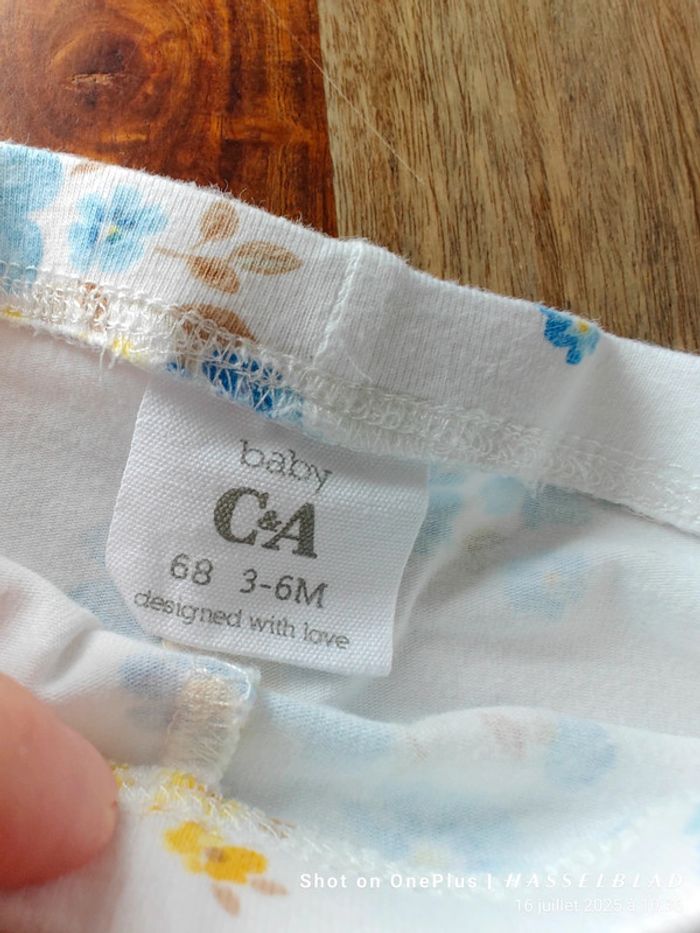 baby
C&A
68 3-6M
designed with love
Shot on OnePlus | HASSELBLAD
16 juillet 2025 à